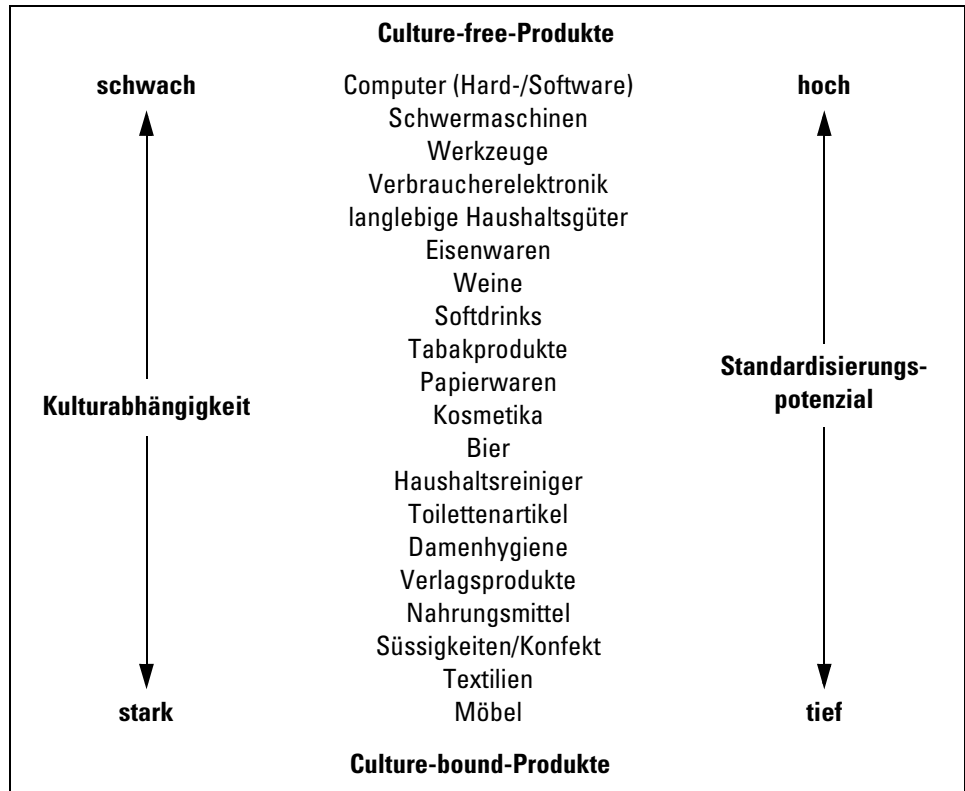 Culture-free-Produkte
schwach Computer (Hard-/Software) hoch
Schwermaschinen
Werkzeuge
Verbraucherelektronik
langlebige Haushaltsgüter
Eisenwaren
Weine
Softdrinks
Tabakprodukte
Kulturabhängigkeit
Papierwaren
Kosmetika
Bier
Haushaltsreiniger
Toilettenartikel
Damenhygiene
Verlagsprodukte
Nahrungsmittel
Süssigkeiten/Konfekt
Textilien
Standardisierungs-
potenzial
stark Möbel tief
Culture-bound-Produkte